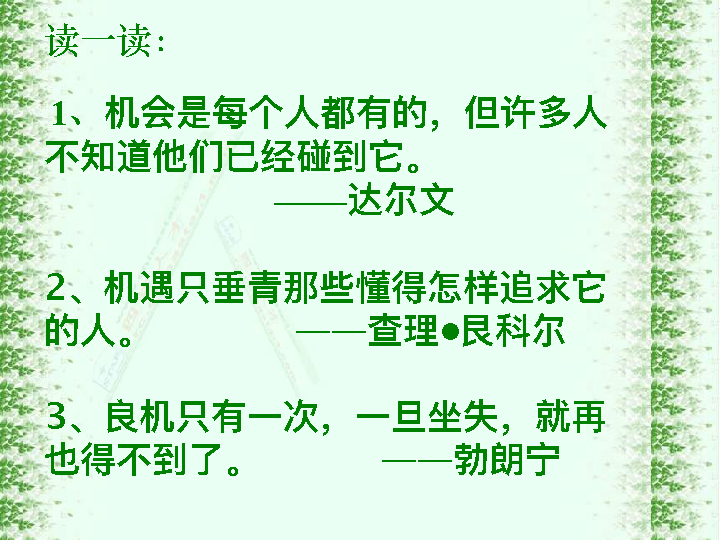 读一读：
1、机会是每个人都有的，但许多人
不知道他们已经碰到它。
——达尔文
2、机遇只垂青那些懂得怎样追求它
的人。 ——查理●艮科尔
3、良机只有一次，一旦坐失，就再
也得不到了。 ——勃朗宁